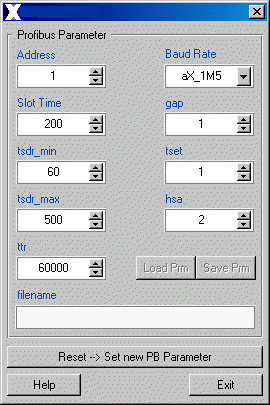 Profibus Parameter
Address
Baud Rate
1
aX_1M5
Slot Time
gap
200
1
tsdr_min
tset
60
1
tsdr_max
hsa
500
2
ttr
60000
Load Prm
Save Prm
filename
Reset --> Set new PB Parameter
Help
Exit